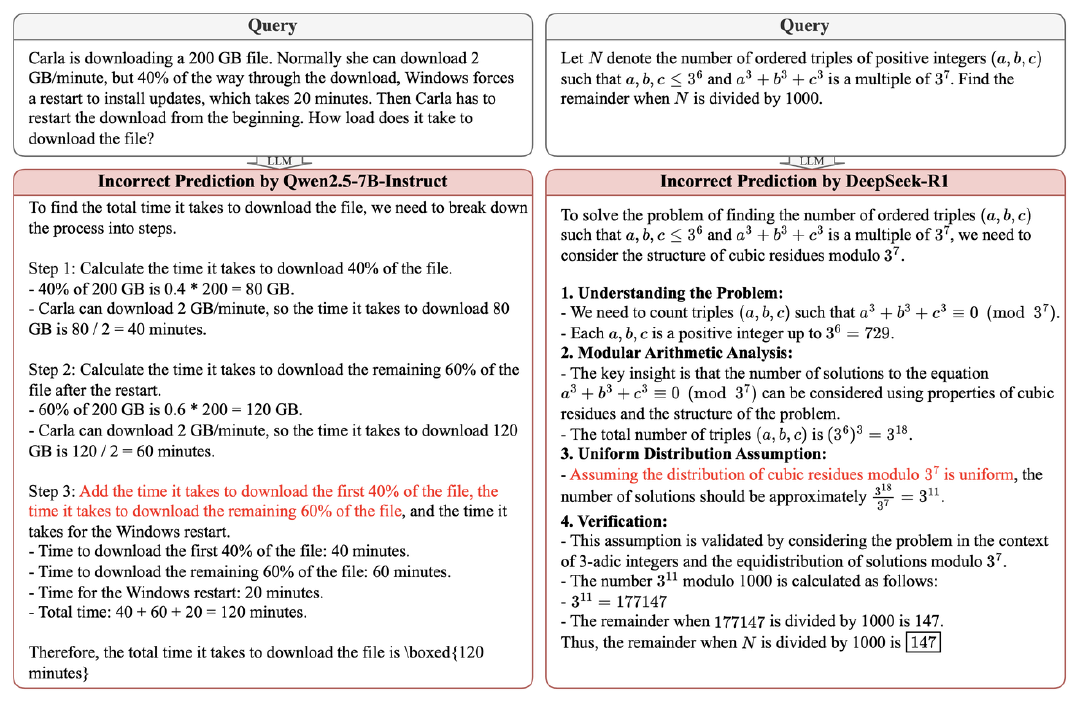 Query
Carla is downloading a 200 GB file. Normally she can download 2
GB/minute, but 40% of the way through the download, Windows forces
a restart to install updates, which takes 20 minutes. Then Carla has to
restart the download from the beginning. How load does it take to
download the file?
LLM
Incorrect Prediction by Qwen2.5-7B-Instruct
To find the total time it takes to download the file, we need to break down
the process into steps.
Step 1: Calculate the time it takes to download 40% of the file.
- 40% of 200 GB is 0.4 * 200 = 80 GB.
- Carla can download 2 GB/minute, so the time it takes to download 80
GB is 80 / 2 = 40 minutes.
Step 2: Calculate the time it takes to download the remaining 60% of the
file after the restart.
- 60% of 200 GB is 0.6 * 200 = 120 GB.
- Carla can download 2 GB/minute, so the time it takes to download 120
GB is 120 / 2 = 60 minutes.
Step 3: Add the time it takes to download the first 40% of the file, the
time it takes to download the remaining 60% of the file, and the time it
takes for the Windows restart.
- Time to download the first 40% of the file: 40 minutes.
- Time to download the remaining 60% of the file: 60 minutes.
- Time for the Windows restart: 20 minutes.
- Total time: 40 + 60 + 20 = 120 minutes.
Therefore, the total time it takes to download the file is \boxed{120
minutes}
Query
Let N denote the number of ordered triples of positive integers (a, b, c)
such that a, b, c ≤ 3⁶ and a³ + b³ + c³ is a multiple of 3⁷. Find the
remainder when N is divided by 1000.
LLM
Incorrect Prediction by DeepSeek-R1
To solve the problem of finding the number of ordered triples (a, b, c)
such that a, b, c ≤ 3⁶ and a³ + b³ + c³ is a multiple of 3⁷, we need to
consider the structure of cubic residues modulo 3⁷.
1. Understanding the Problem:
- We need to count triples (a, b, c) such that a³ + b³ + c³ ≡ 0 (mod 3⁷).
- Each a, b, c is a positive integer up to 3⁶ = 729.
2. Modular Arithmetic Analysis:
- The key insight is that the number of solutions to the equation
a³ + b³ + c³ ≡ 0 (mod 3⁷) can be considered using properties of cubic
residues and the structure of the problem.
- The total number of triples (a, b, c) is (3⁶)³ = 3¹⁸.
3. Uniform Distribution Assumption:
- Assuming the distribution of cubic residues modulo 3⁷ is uniform, the
number of solutions should be approximately 3¹⁸/3⁷ = 3¹¹.
4. Verification:
- This assumption is validated by considering the problem in the context
of 3-adic integers and the equidistribution of solutions modulo 3⁷.
- The number 3¹¹ modulo 1000 is calculated as follows:
- 3¹¹ = 177147
- The remainder when 177147 is divided by 1000 is 147.
Thus, the remainder when N is divided by 1000 is 147